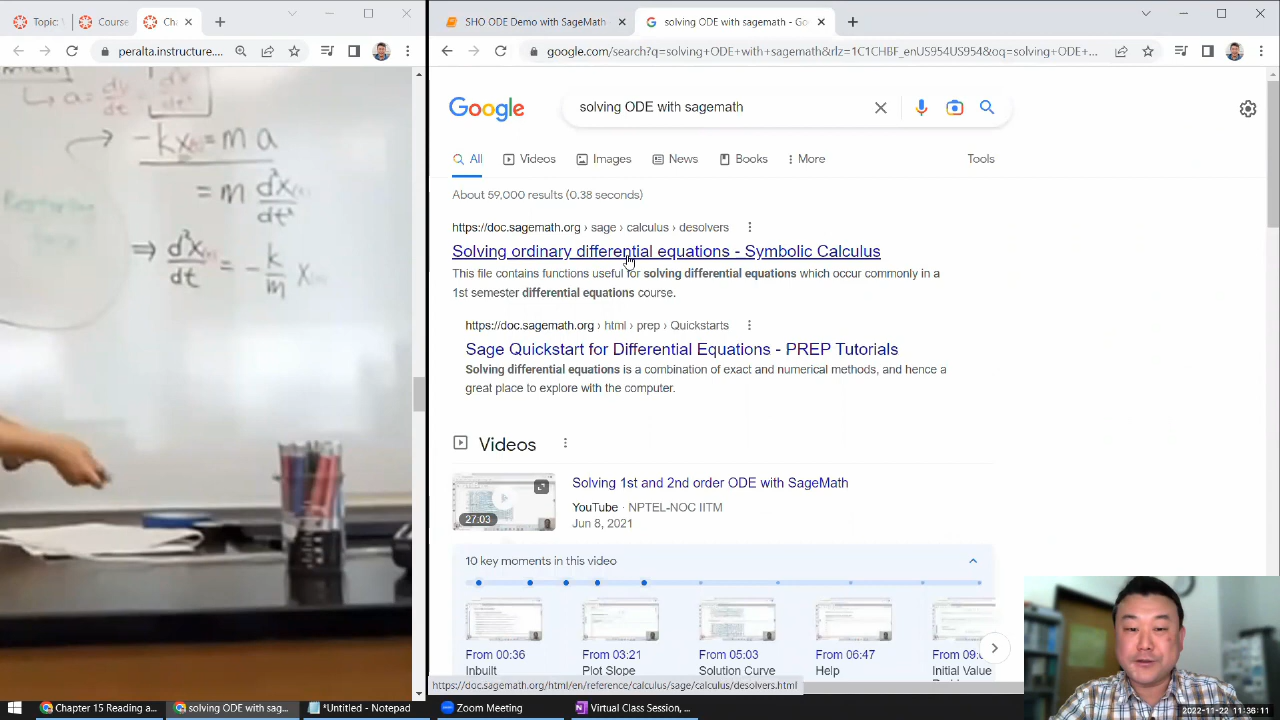 Topic:
Course
Cha
SHO ODE Demo with SageMath
solving ODE with sagemath - Go
peralta.instructure....
google.com/search?q=solving+ODE+with+sagemath&rlz=1C1CHBF_enUS954US954&oq=solving+ODE+...
a = dv/dt
-kx = ma
= m d²x/dt²
⇒ d²x/dt = -k/m x
Google
solving ODE with sagemath
All
Videos
Images
News
Books
More
Tools
About 59,000 results (0.38 seconds)
https://doc.sagemath.org › sage › calculus › desolvers
Solving ordinary differential equations - Symbolic Calculus
This file contains functions useful for solving differential equations which occur commonly in a
1st semester differential equations course.
https://doc.sagemath.org › html › prep › Quickstarts
Sage Quickstart for Differential Equations - PREP Tutorials
Solving differential equations is a combination of exact and numerical methods, and hence a
great place to explore with the computer.
Videos
27:03
Solving 1st and 2nd order ODE with SageMath
YouTube · NPTEL-NOC IITM
Jun 8, 2021
10 key moments in this video
From 00:36
Inbuilt
From 03:21
Plot Slope
From 05:03
Solution Curve
From 06:47
Help
From 09:
Initial Value
https://doc.sagemath.org/html/en/reference/calculus/sage/calculus/desolvers.html
Chapter 15 Reading a...
solving ODE with sag...
*Untitled - Notepad
Zoom Meeting
Virtual Class Session, ...
2022-11-22 11:36:11